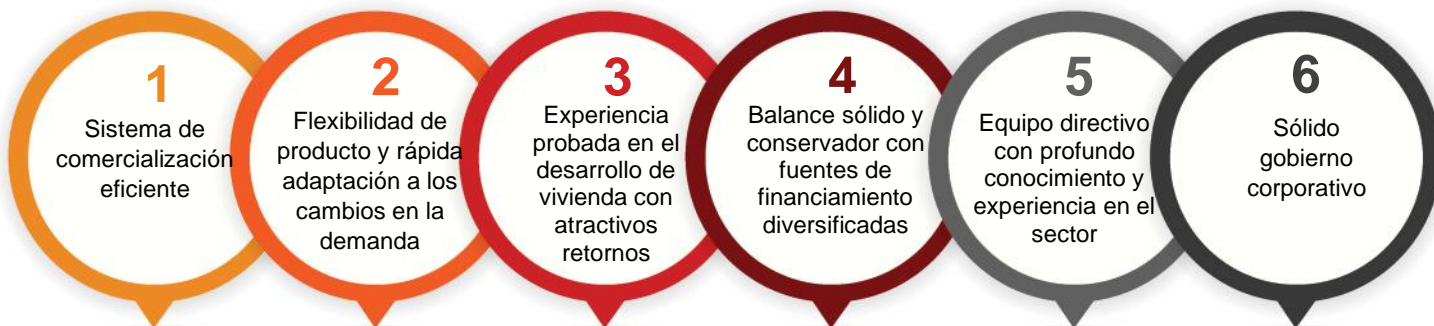 1
Sistema de
comercialización
eficiente
2
Flexibilidad de
producto y rápida
adaptación a los
cambios en la
demanda
3
Experiencia
probada en el
desarrollo de
vivienda con
atractivos
retornos
4
Balance sólido y
conservador con
fuentes de
financiamiento
diversificadas
5
Equipo directivo
con profundo
conocimiento y
experiencia en el
sector
6
Sólido
gobierno
corporativo